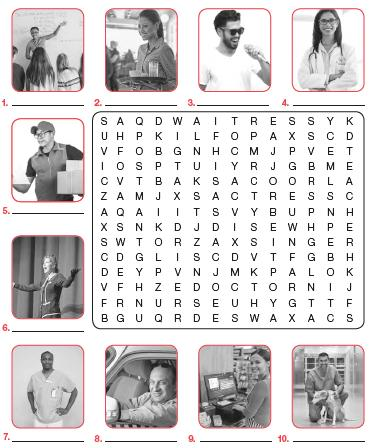 1.
2.
3.
4.
S A Q D W A I T R E S S Y K
U H P K I L F O P A X S C D
V F O B G N H C M J P V E T
I O S P T U I Y R J G B M E
C V T B A K S A C O O R L A
Z A M J X S A C T R E S S C
A Q A I I T S V Y B U P N H
X S N K D J D I S E W H P E
S W T O R Z A X S I N G E R
C D G L I S C D V T F G B H
D E Y P V N J M K P A L O K
V F H Z E D O C T O R N I J
F R N U R S E U H Y G T T F
B G U Q R D E S W A X A C S
5.
6.
7.
8.
9.
10.